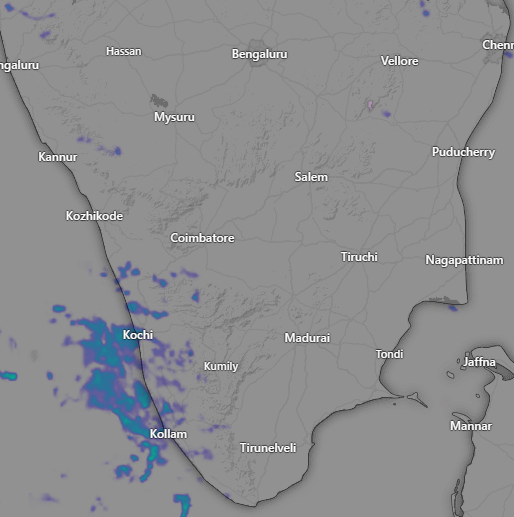 Hassan
Bengaluru
Chenn
ngaluru
Vellore
Mysuru
Kannur
Puducherry
Salem
Kozhikode
Coimbatore
Tiruchi
Nagapattinam
Kochi
Madurai
Tondi
Kumily
Jaffna
Kollam
Mannar
Tirunelveli